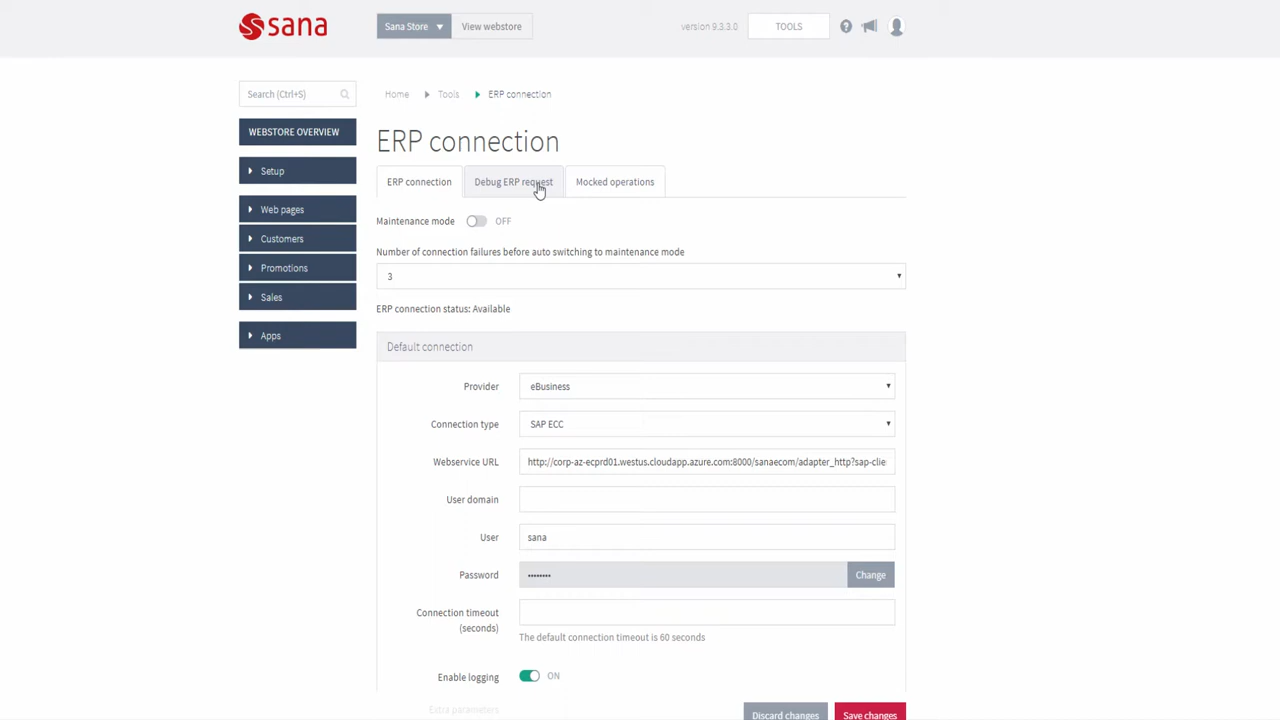 sana
Sana Store
View webstore
version 9.3.3.0
TOOLS
Search (Ctrl+S)
Home
Tools
ERP connection
WEBSTORE OVERVIEW
Setup
Web pages
Customers
Promotions
Sales
Apps
ERP connection
ERP connection
Debug ERP request
Mocked operations
Maintenance mode
OFF
Number of connection failures before auto switching to maintenance mode
3
ERP connection status: Available
Default connection
Provider
eBusiness
Connection type
SAP ECC
Webservice URL
http://corp-az-ecprd01.westus.cloudapp.azure.com:8000/sanaecom/adapter_http?sap-clie
User domain
User
sana
Password
••••••••
Change
Connection timeout
(seconds)
The default connection timeout is 60 seconds
Enable logging
ON
Extra parameters
Discard changes
Save changes